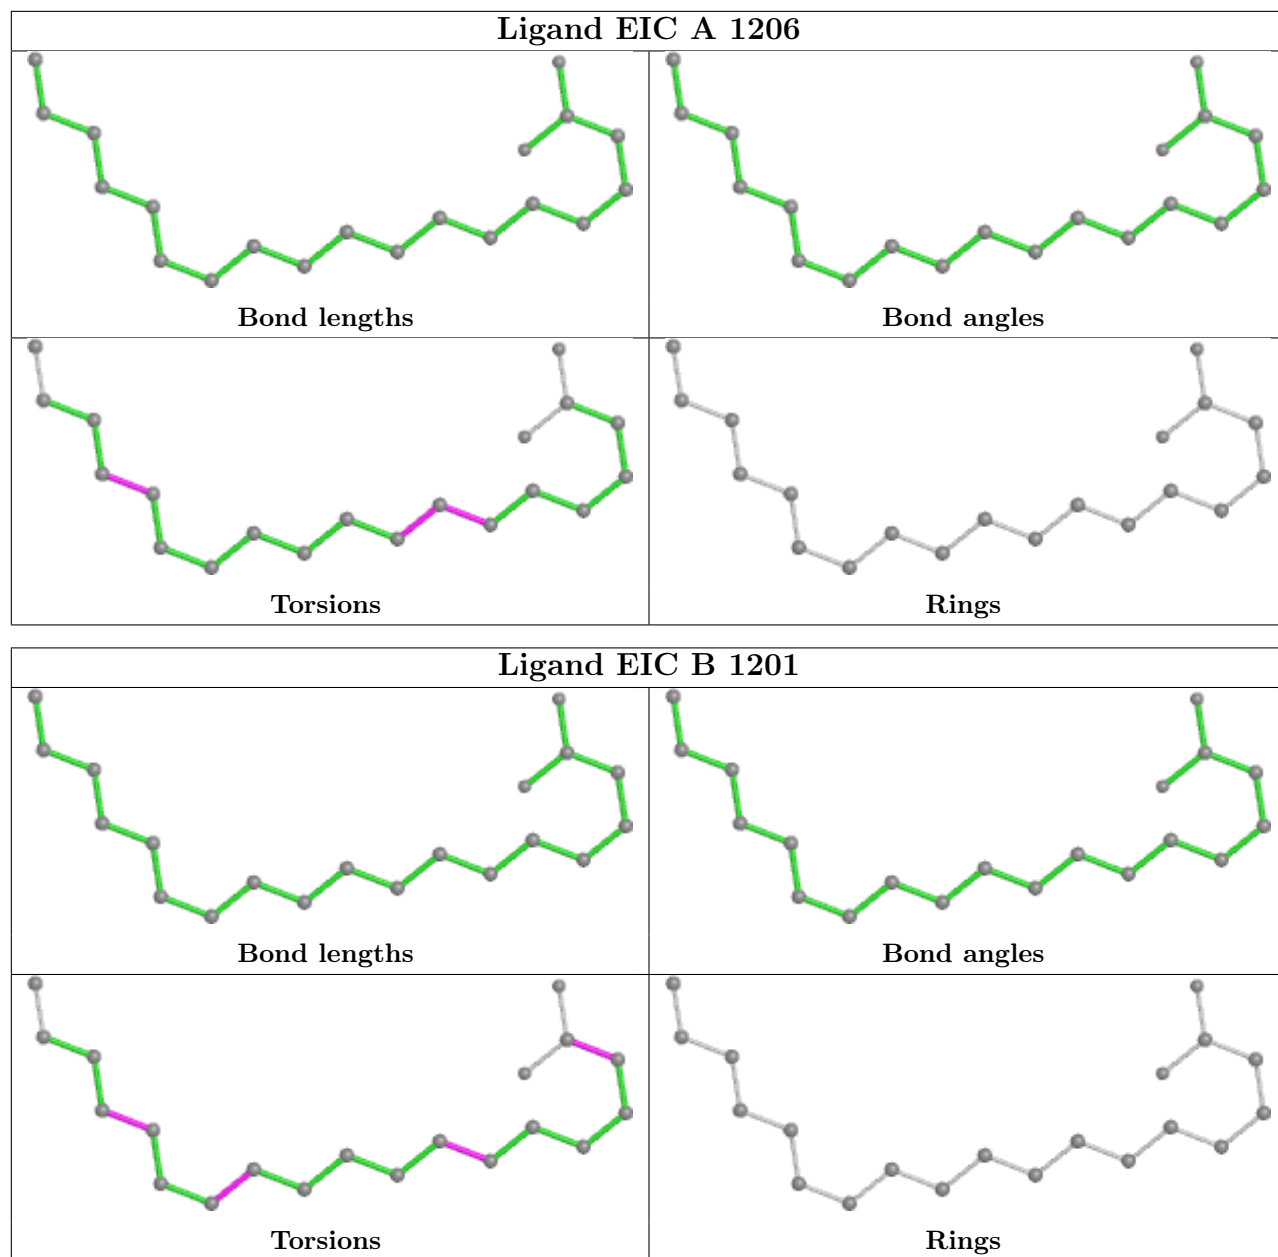 Ligand EIC A 1206
Bond lengths
Bond angles
Torsions
Rings
Ligand EIC B 1201
Bond lengths
Bond angles
Torsions
Rings